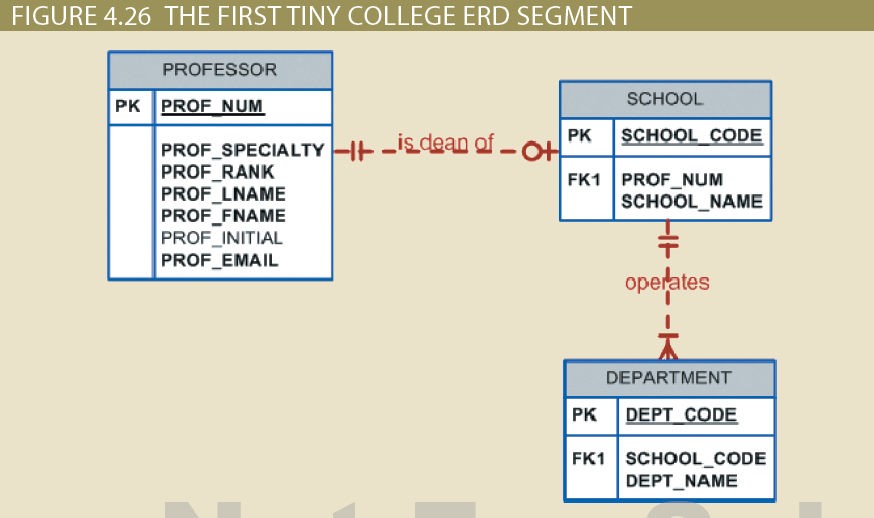 FIGURE 4.26 THE FIRST TINY COLLEGE ERD SEGMENT
PROFESSOR
PK PROF_NUM
PROF_SPECIALTY
PROF_RANK
PROF_LNAME
PROF_FNAME
PROF_INITIAL
PROF_EMAIL
is dean of
SCHOOL
PK SCHOOL_CODE
FK1 PROF_NUM
SCHOOL_NAME
operates
DEPARTMENT
PK DEPT_CODE
FK1 SCHOOL_CODE
DEPT_NAME